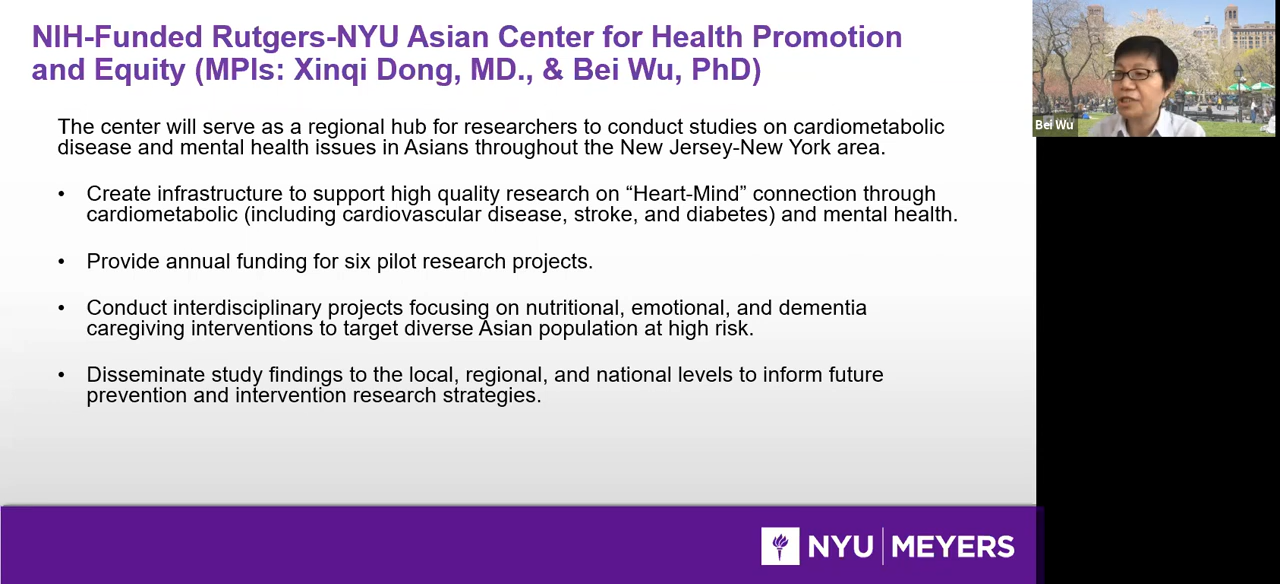 NIH-Funded Rutgers-NYU Asian Center for Health Promotion
and Equity (MPIs: Xinqi Dong, MD., & Bei Wu, PhD)
Bei Wu
The center will serve as a regional hub for researchers to conduct studies on cardiometabolic
disease and mental health issues in Asians throughout the New Jersey-New York area.
• Create infrastructure to support high quality research on “Heart-Mind” connection through
cardiometabolic (including cardiovascular disease, stroke, and diabetes) and mental health.
• Provide annual funding for six pilot research projects.
• Conduct interdisciplinary projects focusing on nutritional, emotional, and dementia
caregiving interventions to target diverse Asian population at high risk.
• Disseminate study findings to the local, regional, and national levels to inform future
prevention and intervention research strategies.
NYU | MEYERS